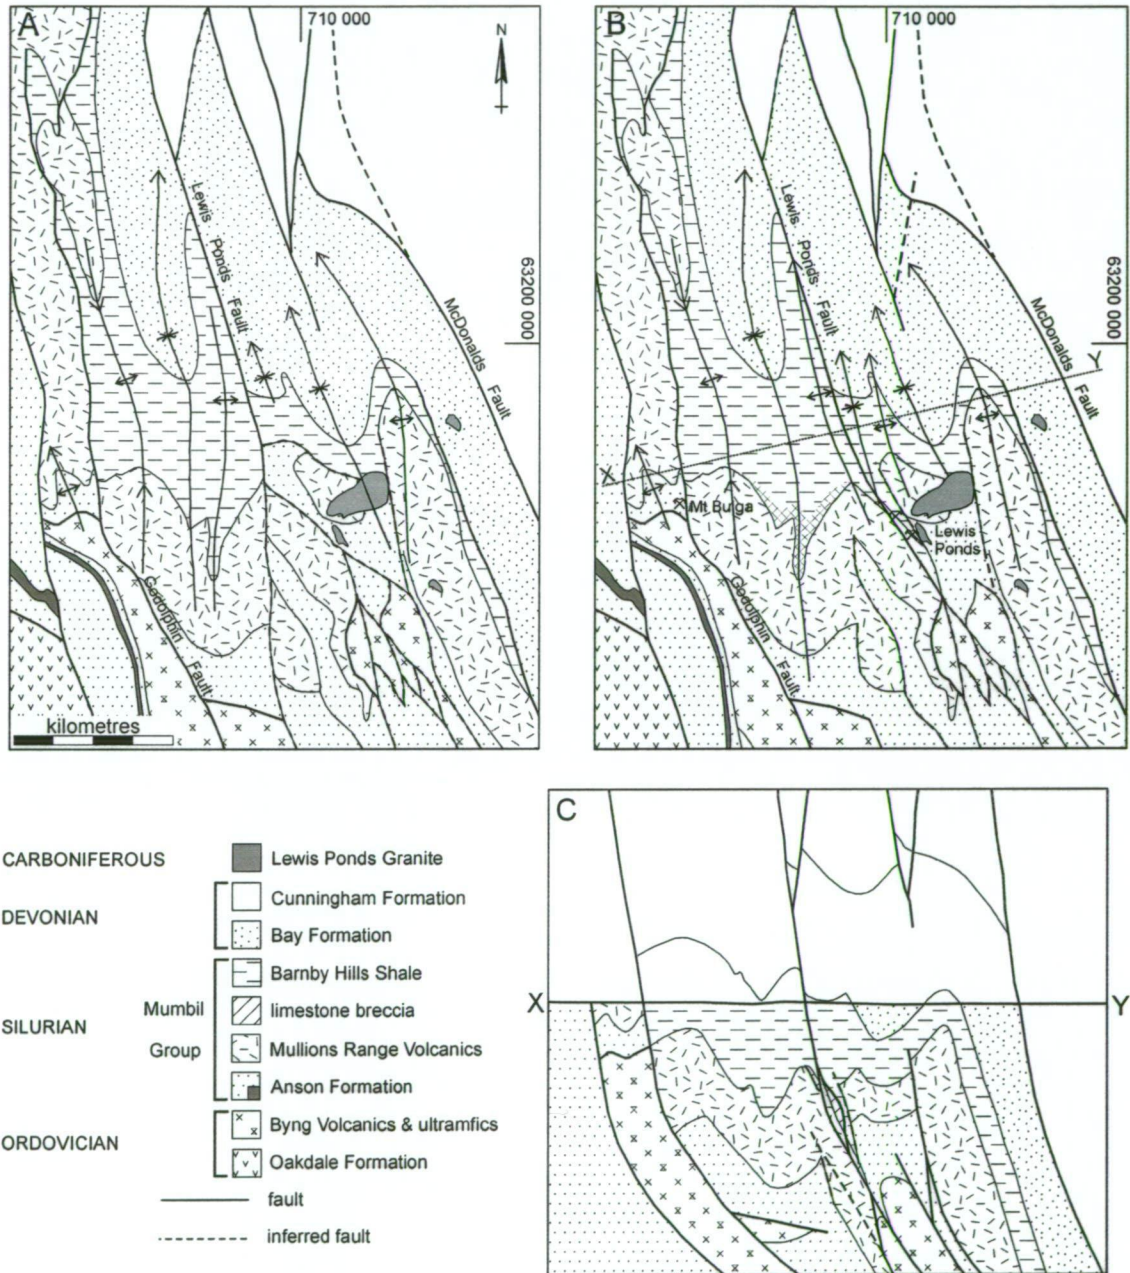 A
710 000
N
Lewis Ponds Fault
63200 000
McDonalds Fault
Godolphin Fault
kilometres
B
710 000
Lewis Ponds Fault
63200 000
McDonalds Fault
Y
X
Mt Bulga
Lewis
Ponds
Godolphin Fault
C
X
Y
CARBONIFEROUS
Lewis Ponds Granite
DEVONIAN
Cunningham Formation
Bay Formation
SILURIAN
Mumbil
Group
Barnby Hills Shale
limestone breccia
Mullions Range Volcanics
Anson Formation
ORDOVICIAN
Byng Volcanics & ultramfics
Oakdale Formation
fault
inferred fault